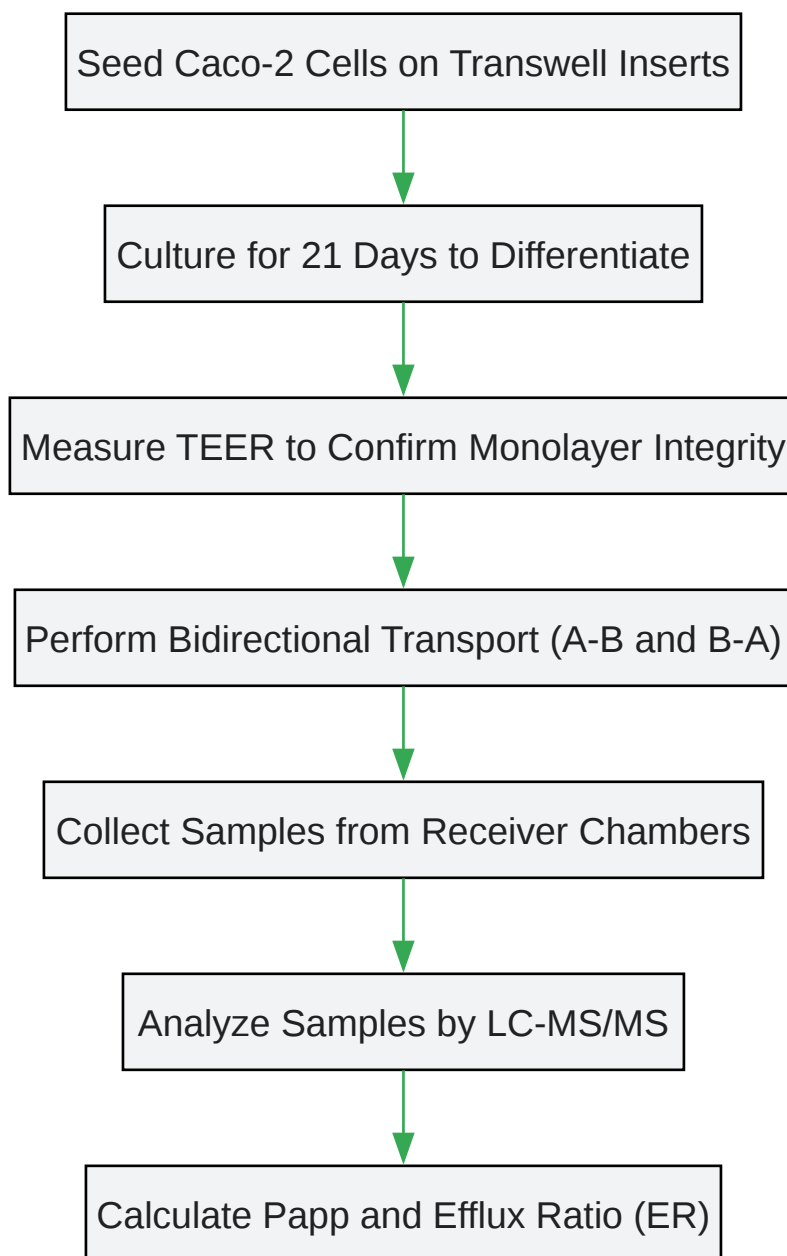 Seed Caco-2 Cells on Transwell Inserts
Culture for 21 Days to Differentiate
Measure TEER to Confirm Monolayer Integrity
Perform Bidirectional Transport (A-B and B-A)
Collect Samples from Receiver Chambers
Analyze Samples by LC-MS/MS
Calculate Papp and Efflux Ratio (ER)